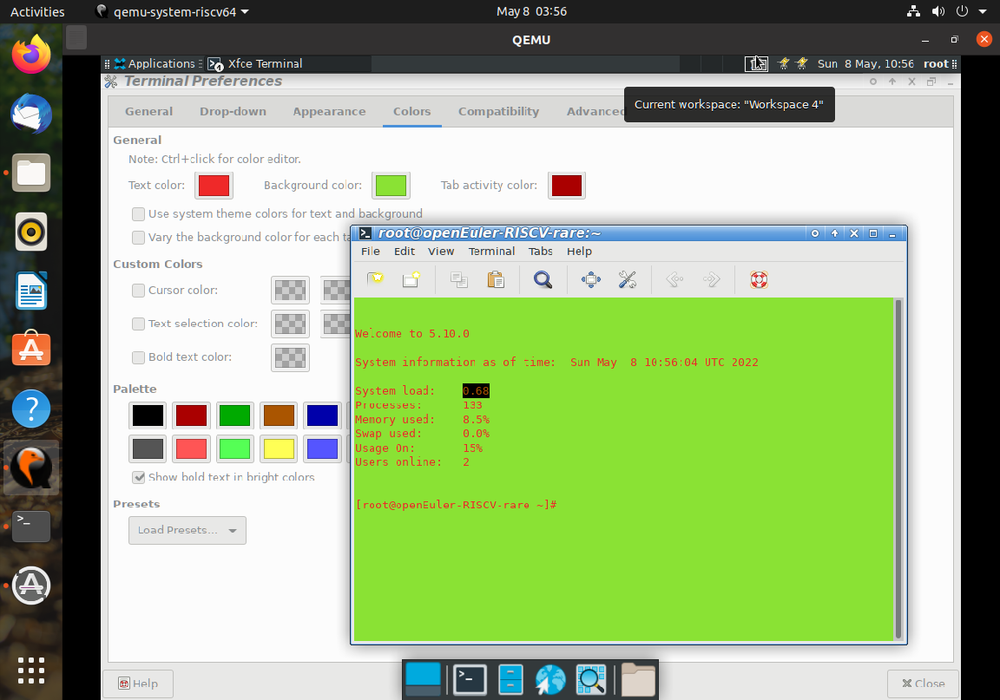 Activities qemu-system-riscv64 May 8 03:56
QEMU
Applications Xfce Terminal Sun 8 May, 10:56 root
Terminal Preferences
General Drop-down Appearance Colors Compatibility Advanced
Current workspace: "Workspace 4"
General
Note: Ctrl+click for color editor.
Text color: Background color: Tab activity color:
Use system theme colors for text and background
Vary the background color for each
Custom Colors
Cursor color:
Text selection color:
Bold text color:
Palette
Show bold text in bright colors
Presets
Load Presets...
Help
Close
root@openEuler-RISCV-rare:~
File Edit View Terminal Tabs Help
Welcome to 5.10.0
System information as of time: Sun May 8 10:56:04 UTC 2022
System load: 0.68
Processes: 133
Memory used: 8.5%
Swap used: 0.0%
Usage On: 15%
Users online: 2
[root@openEuler-RISCV-rare ~]#